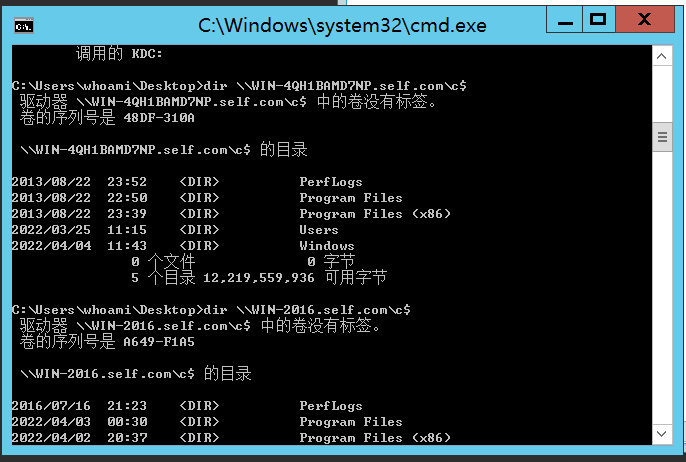 C:\Windows\system32\cmd.exe
调用的 KDC:
C:\Users\whoami\Desktop>dir \\WIN-4QH1BAMD7NP.self.com\c$
驱动器 \\WIN-4QH1BAMD7NP.self.com\c$ 中的卷没有标签。
卷的序列号是 48DF-310A
\\WIN-4QH1BAMD7NP.self.com\c$ 的目录
2013/08/22  23:52    <DIR>          PerfLogs
2013/08/22  22:50    <DIR>          Program Files
2013/08/22  23:39    <DIR>          Program Files (x86)
2022/03/25  11:15    <DIR>          Users
2022/04/04  11:43    <DIR>          Windows
0 个文件              0 字节
5 个目录 12,219,559,936 可用字节
C:\Users\whoami\Desktop>dir \\WIN-2016.self.com\c$
驱动器 \\WIN-2016.self.com\c$ 中的卷没有标签。
卷的序列号是 A649-F1A5
\\WIN-2016.self.com\c$ 的目录
2016/07/16  21:23    <DIR>          PerfLogs
2022/04/03  00:30    <DIR>          Program Files
2022/04/02  20:37    <DIR>          Program Files (x86)